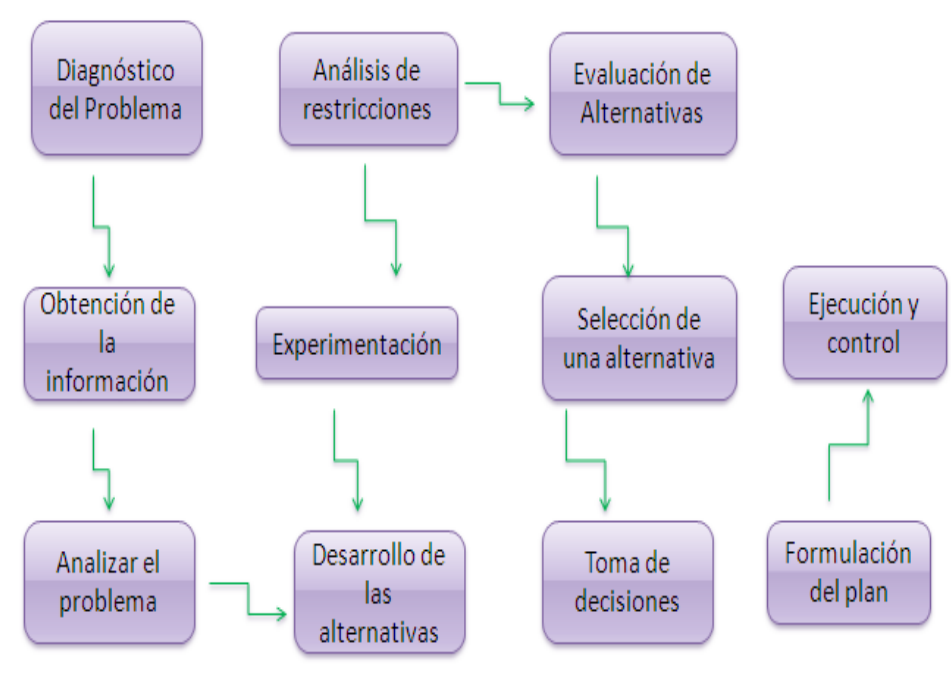 Diagnóstico
del Problema
Análisis de
restricciones
Evaluación de
Alternativas
Obtención de
la
información
Experimentación
Selección de
una alternativa
Ejecución y
control
Analizar el
problema
Desarrollo de
las
alternativas
Toma de
decisiones
Formulación
del plan